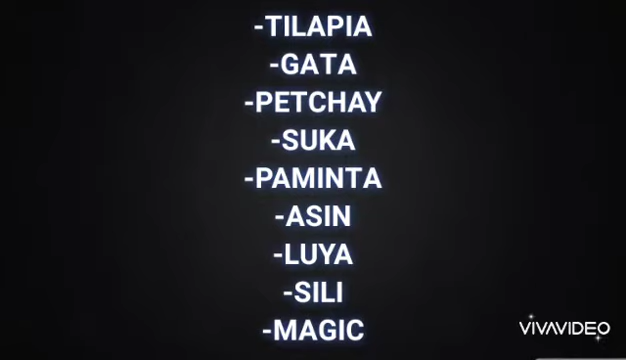 -TILAPIA
-GATA
-PETCHAY
-SUKA
-PAMINTA
-ASIN
-LUYA
-SILI
-MAGIC
VIVAVIDEO